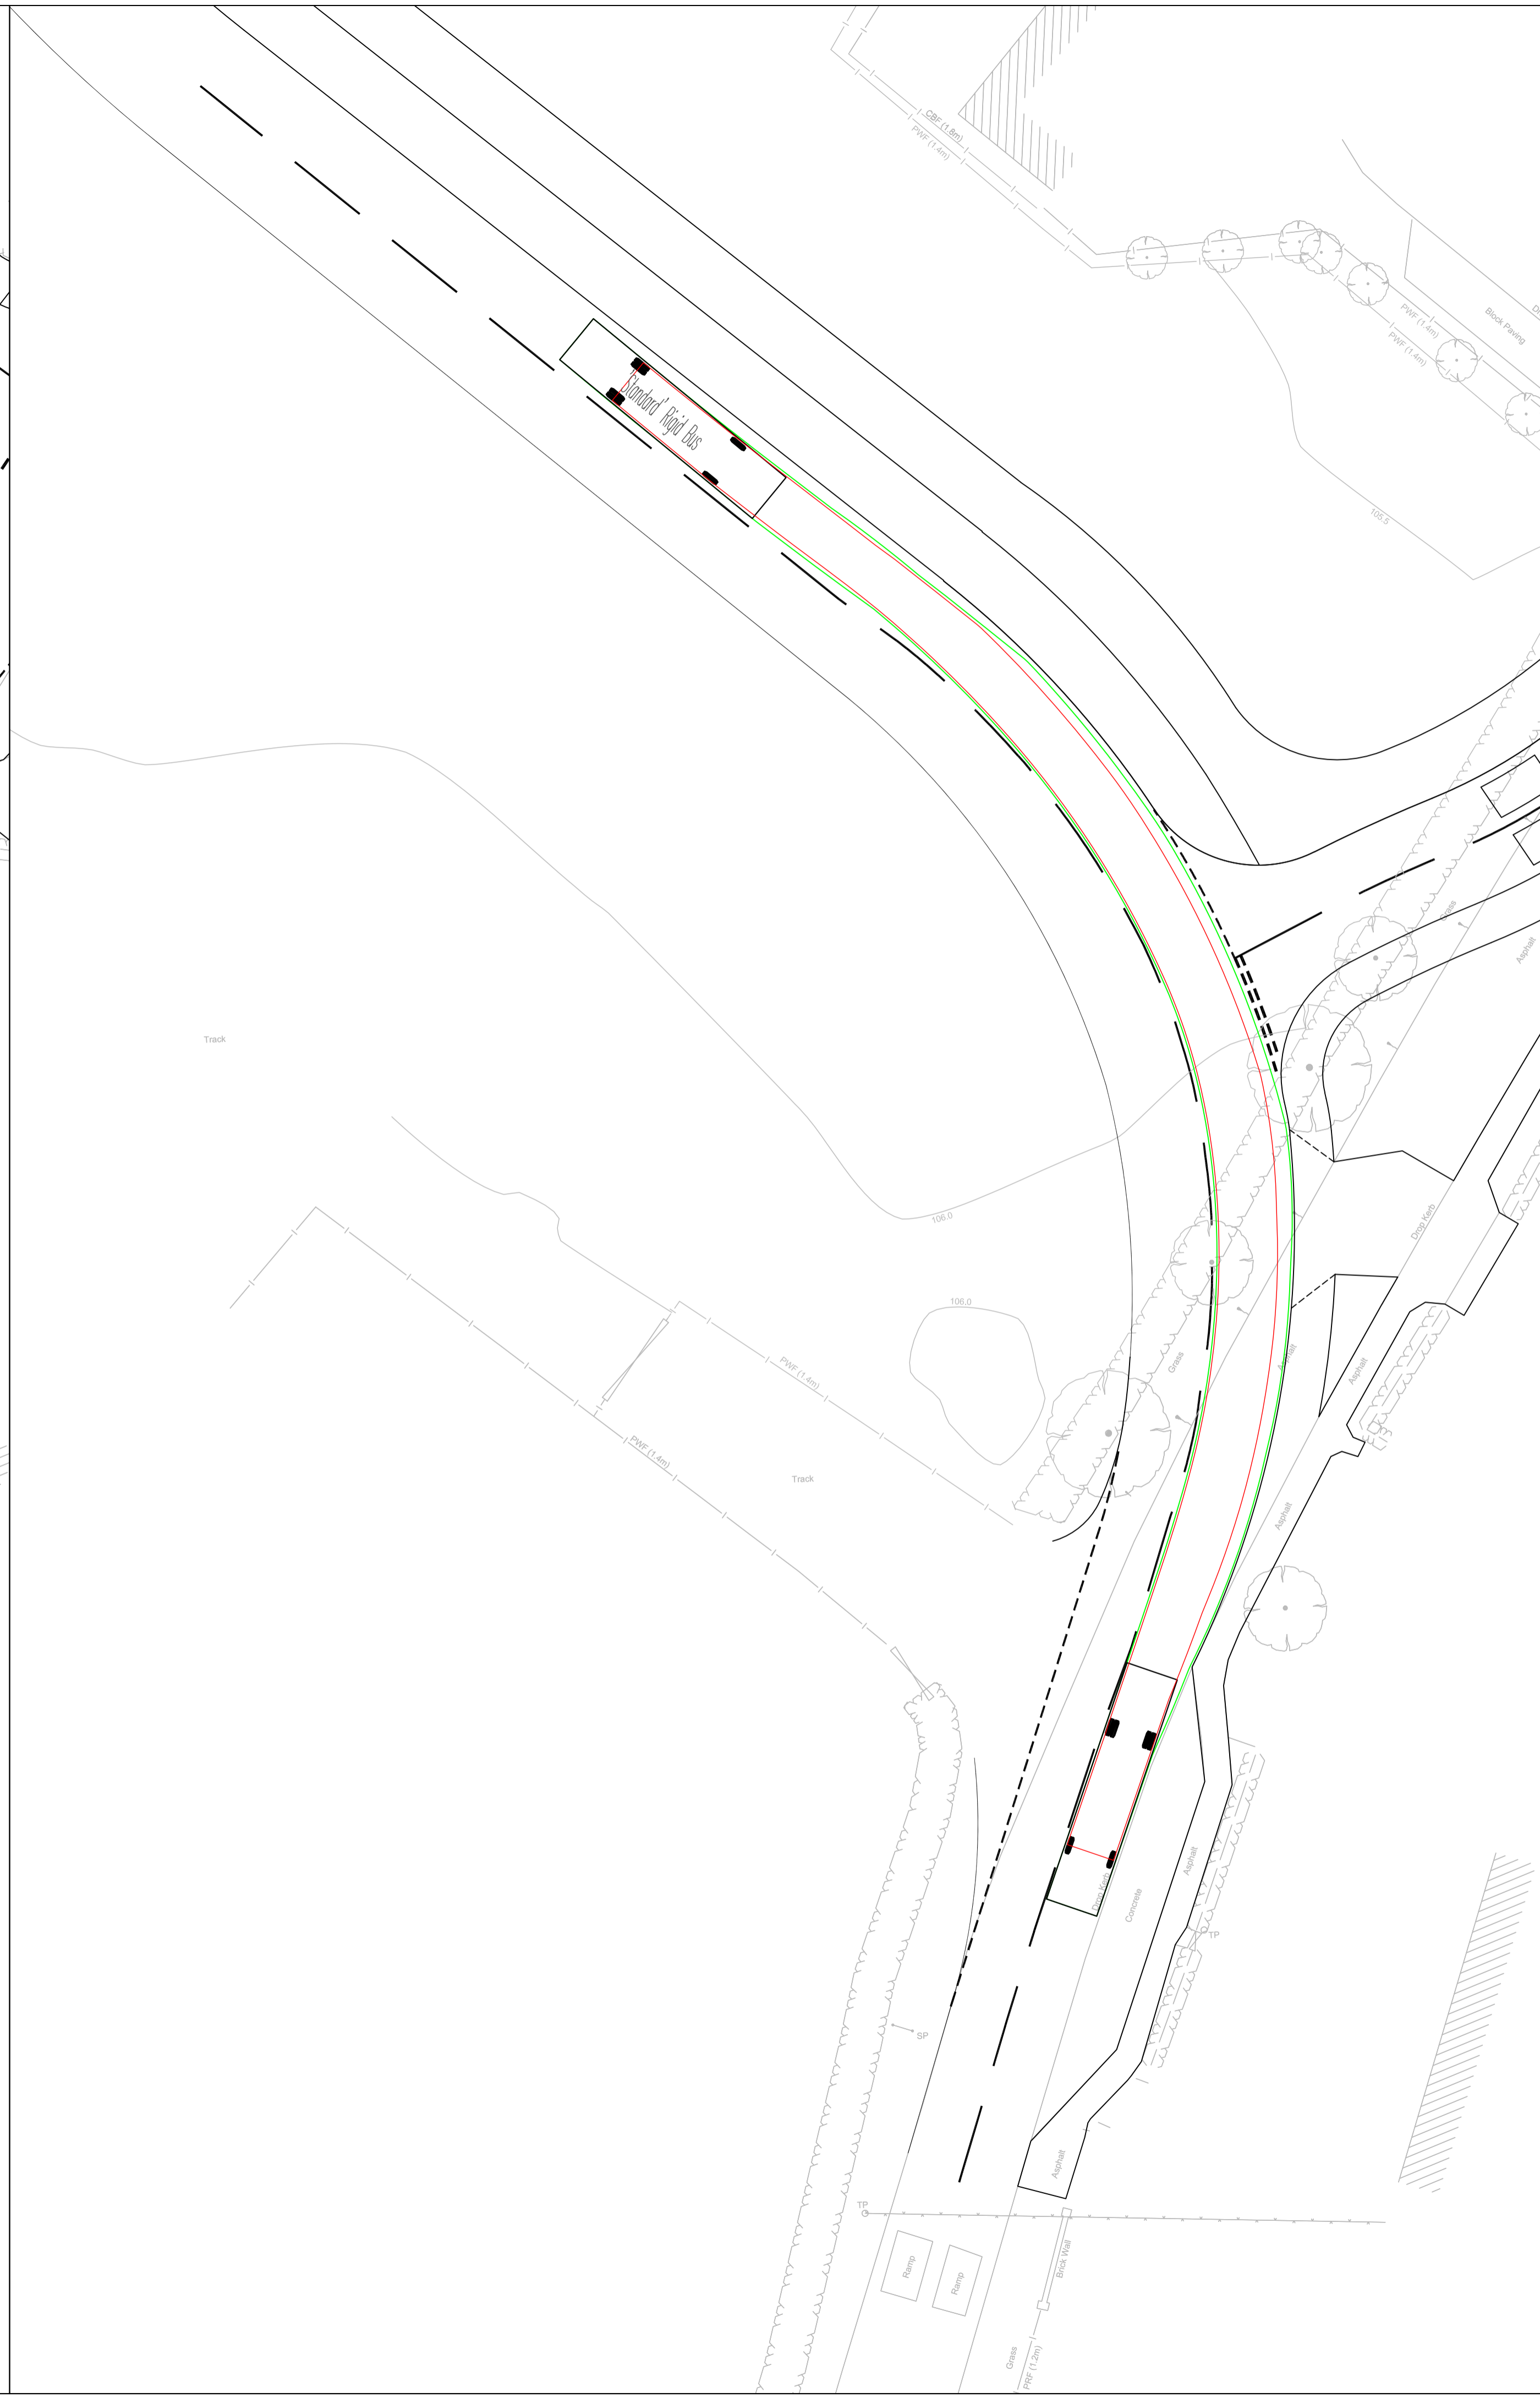 CBF (1.8m)
PWF (1.4m)
PWF (1.4m)
PWF (1.4m)
Block Paving
'Standard' Rigid Bus
105.5
Grass
Asphalt
Track
106.0
Drop Kerb
106.0
Asphalt
Grass
Asphalt
PWF (1.4m)
PWF (1.4m)
Track
Asphalt
Asphalt
Drop Kerb
Concrete
TP
SP
Asphalt
TP
Ramp
Ramp
Brick Wall
Grass
PRF (1.2m)